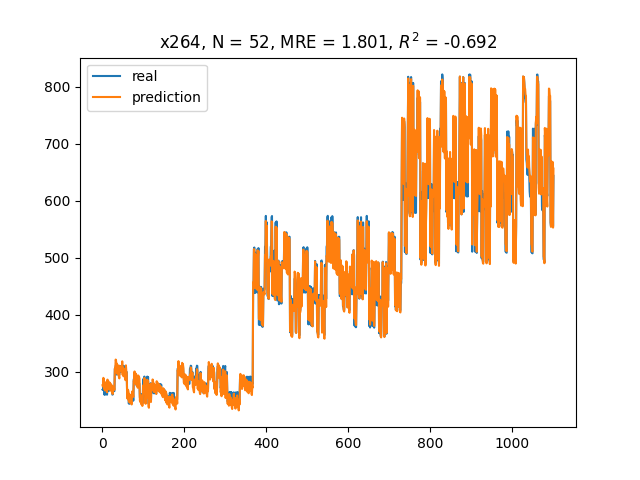 x264, N = 52, MRE = 1.801, R² = -0.692
real
prediction
800
700
600
500
400
300
0 200 400 600 800 1000